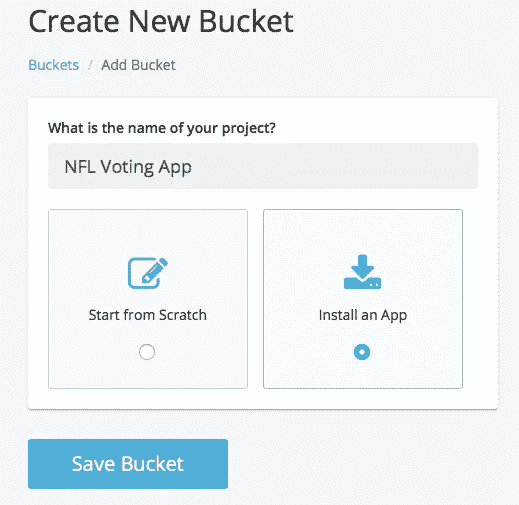 Create New Bucket
Buckets / Add Bucket
What is the name of your project?
NFL Voting App
Start from Scratch
Install an App
Save Bucket